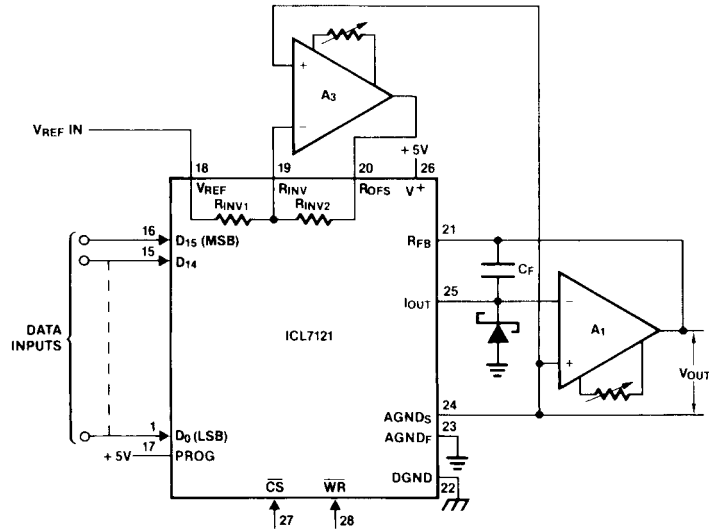 +
A3
−
VREF IN
+ 5V
18
19
20
26
VREF
RINV
ROFS
V+
RINV1
RINV2
16
D15 (MSB)
15
D14
DATA
INPUTS
ICL7121
1
D0 (LSB)
17
+ 5V
PROG
CS
WR
27
28
21
RFB
CF
25
IOUT
−
A1
+
VOUT
24
AGNDS
23
AGNDF
DGND
22